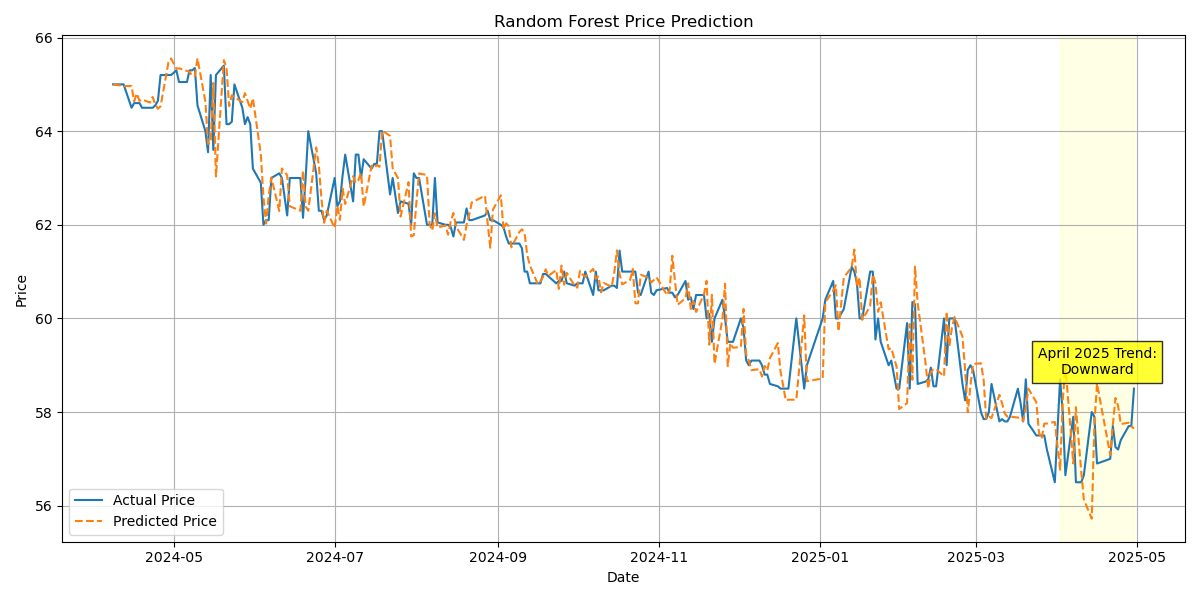 Random Forest Price Prediction
Price
66
64
62
60
58
56
April 2025 Trend:
Downward
Actual Price
Predicted Price
2024-05
2024-07
2024-09
2024-11
2025-01
2025-03
2025-05
Date